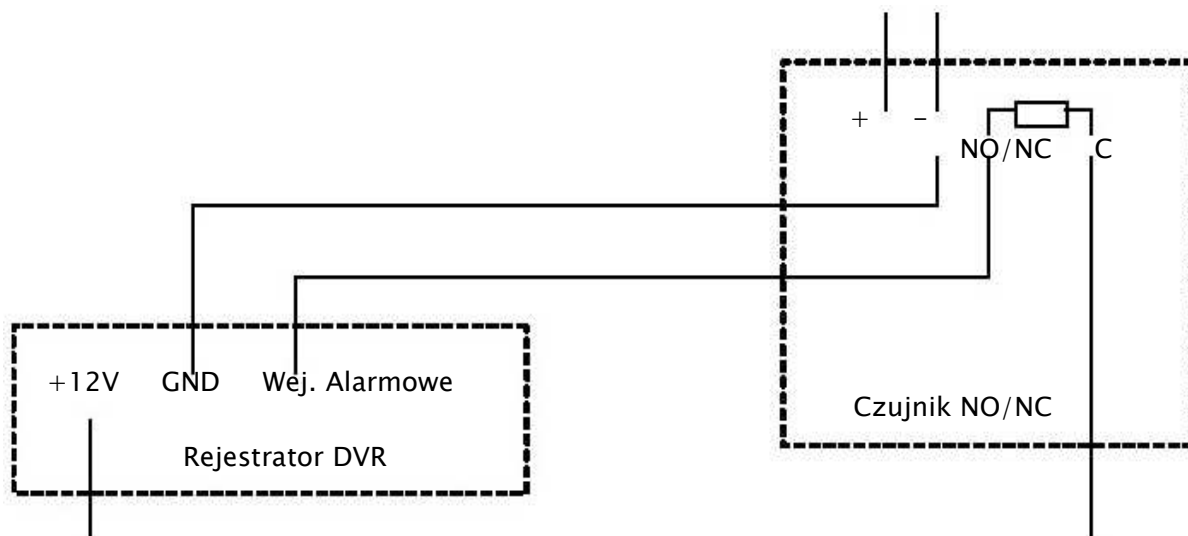 + -
NO/NC C
+12V GND Wej. Alarmowe
Czujnik NO/NC
Rejestrator DVR